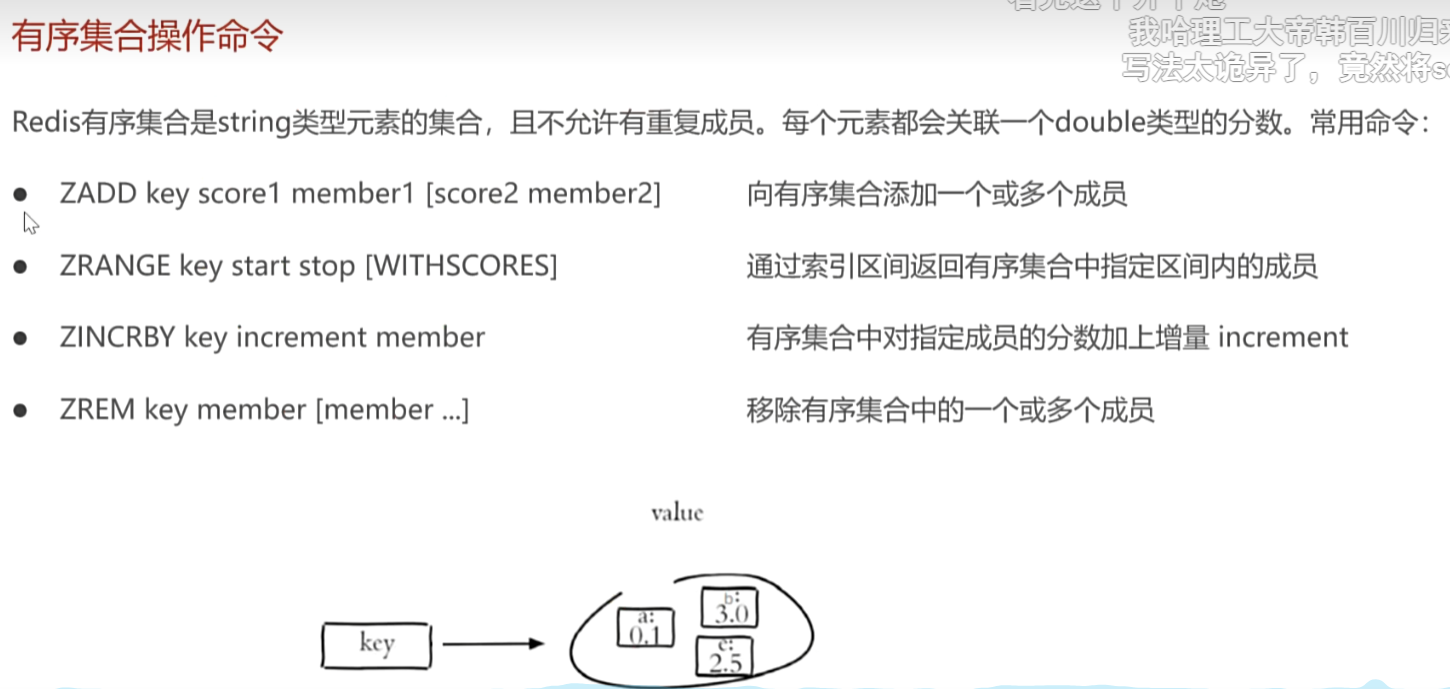 我哈理工大帝韩百川归来
写法太诡异了，竟然将sc
有序集合操作命令
Redis有序集合是string类型元素的集合，且不允许有重复成员。每个元素都会关联一个double类型的分数。常用命令：
● ZADD key score1 member1 [score2 member2] 向有序集合添加一个或多个成员
● ZRANGE key start stop [WITHSCORES] 通过索引区间返回有序集合中指定区间内的成员
● ZINCRBY key increment member 有序集合中对指定成员的分数加上增量 increment
● ZREM key member [member ...] 移除有序集合中的一个或多个成员
value
key
a:
0.1
b:
3.0
c:
2.5